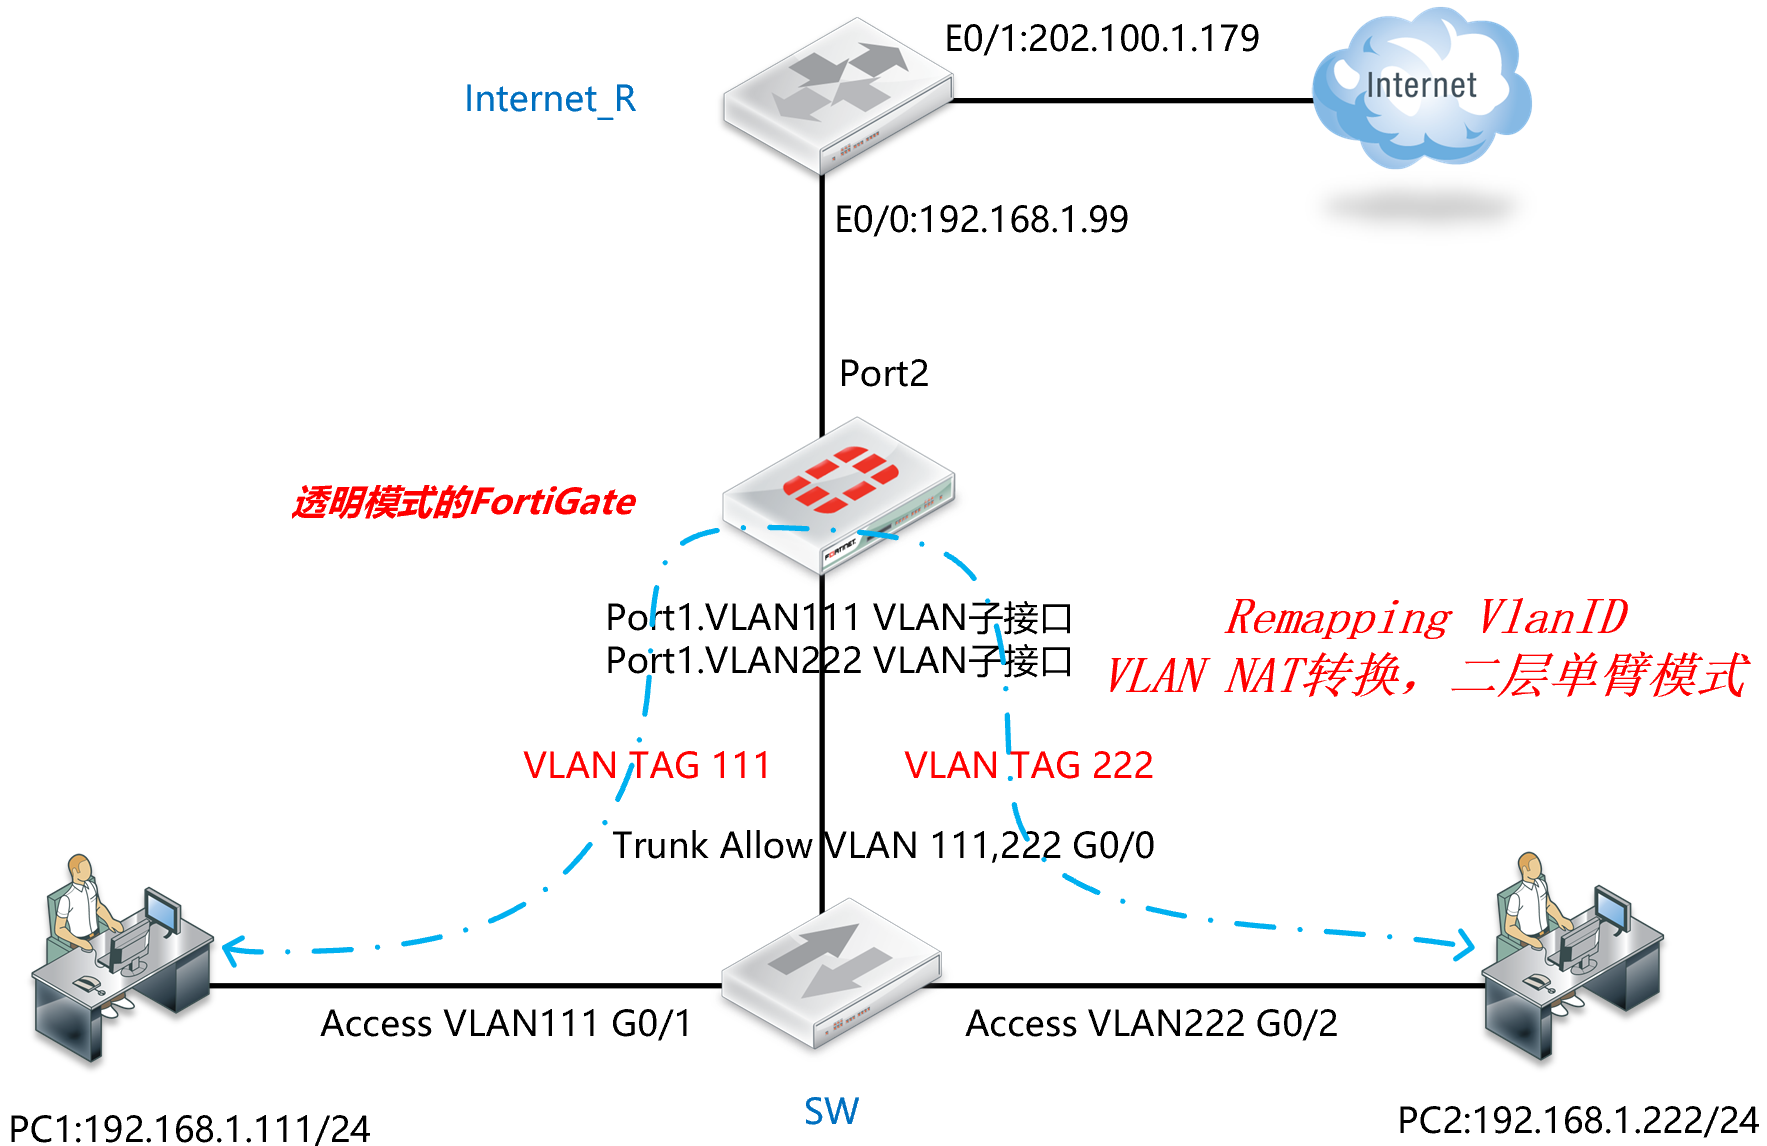 E0/1:202.100.1.179
Internet
Internet_R
E0/0:192.168.1.99
Port2
透明模式的FortiGate
FORTINET
Port1.VLAN111 VLAN子接口
Port1.VLAN222 VLAN子接口
Remapping VlanID
VLAN NAT转换，二层单臂模式
VLAN TAG 111
VLAN TAG 222
Trunk Allow VLAN 111,222 G0/0
Access VLAN111 G0/1
Access VLAN222 G0/2
SW
PC1:192.168.1.111/24
PC2:192.168.1.222/24